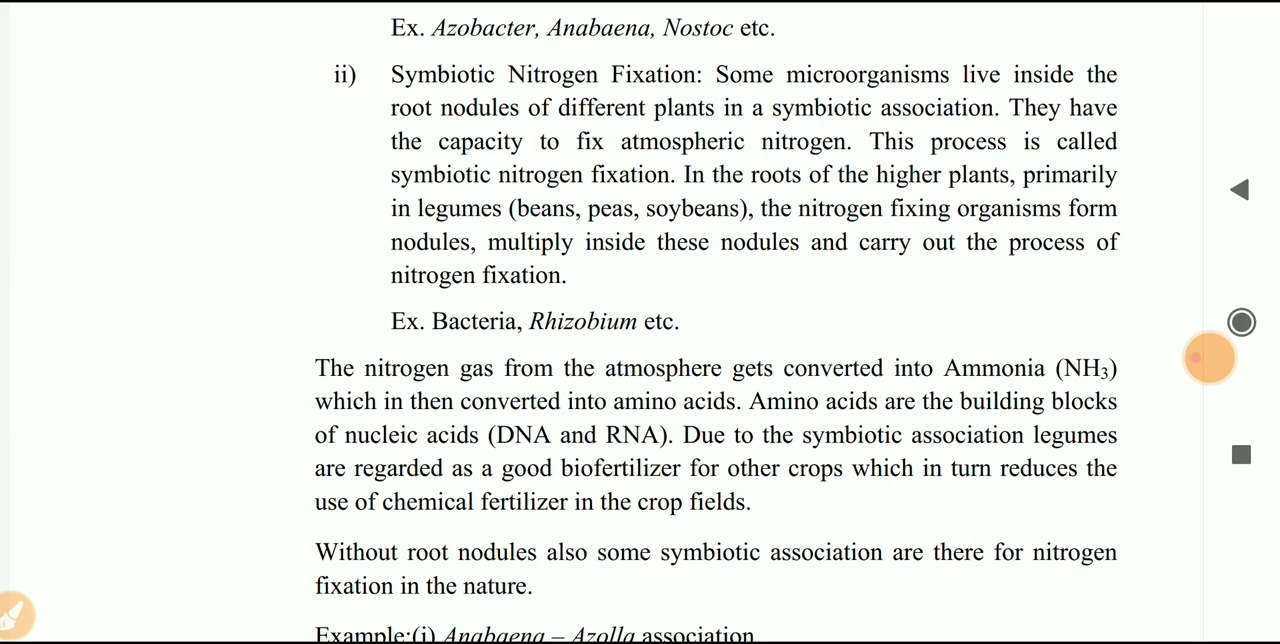 Ex. Azobacter, Anabaena, Nostoc etc.
ii) Symbiotic Nitrogen Fixation: Some microorganisms live inside the
root nodules of different plants in a symbiotic association. They have
the capacity to fix atmospheric nitrogen. This process is called
symbiotic nitrogen fixation. In the roots of the higher plants, primarily
in legumes (beans, peas, soybeans), the nitrogen fixing organisms form
nodules, multiply inside these nodules and carry out the process of
nitrogen fixation.
Ex. Bacteria, Rhizobium etc.
The nitrogen gas from the atmosphere gets converted into Ammonia (NH₃)
which in then converted into amino acids. Amino acids are the building blocks
of nucleic acids (DNA and RNA). Due to the symbiotic association legumes
are regarded as a good biofertilizer for other crops which in turn reduces the
use of chemical fertilizer in the crop fields.
Without root nodules also some symbiotic association are there for nitrogen
fixation in the nature.
Example:(i) Anabaena – Azolla association